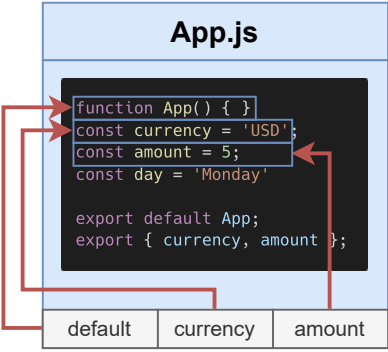 App.js
function App() { }
const currency = 'USD';
const amount = 5;
const day = 'Monday'
export default App;
export { currency, amount };
default
currency
amount